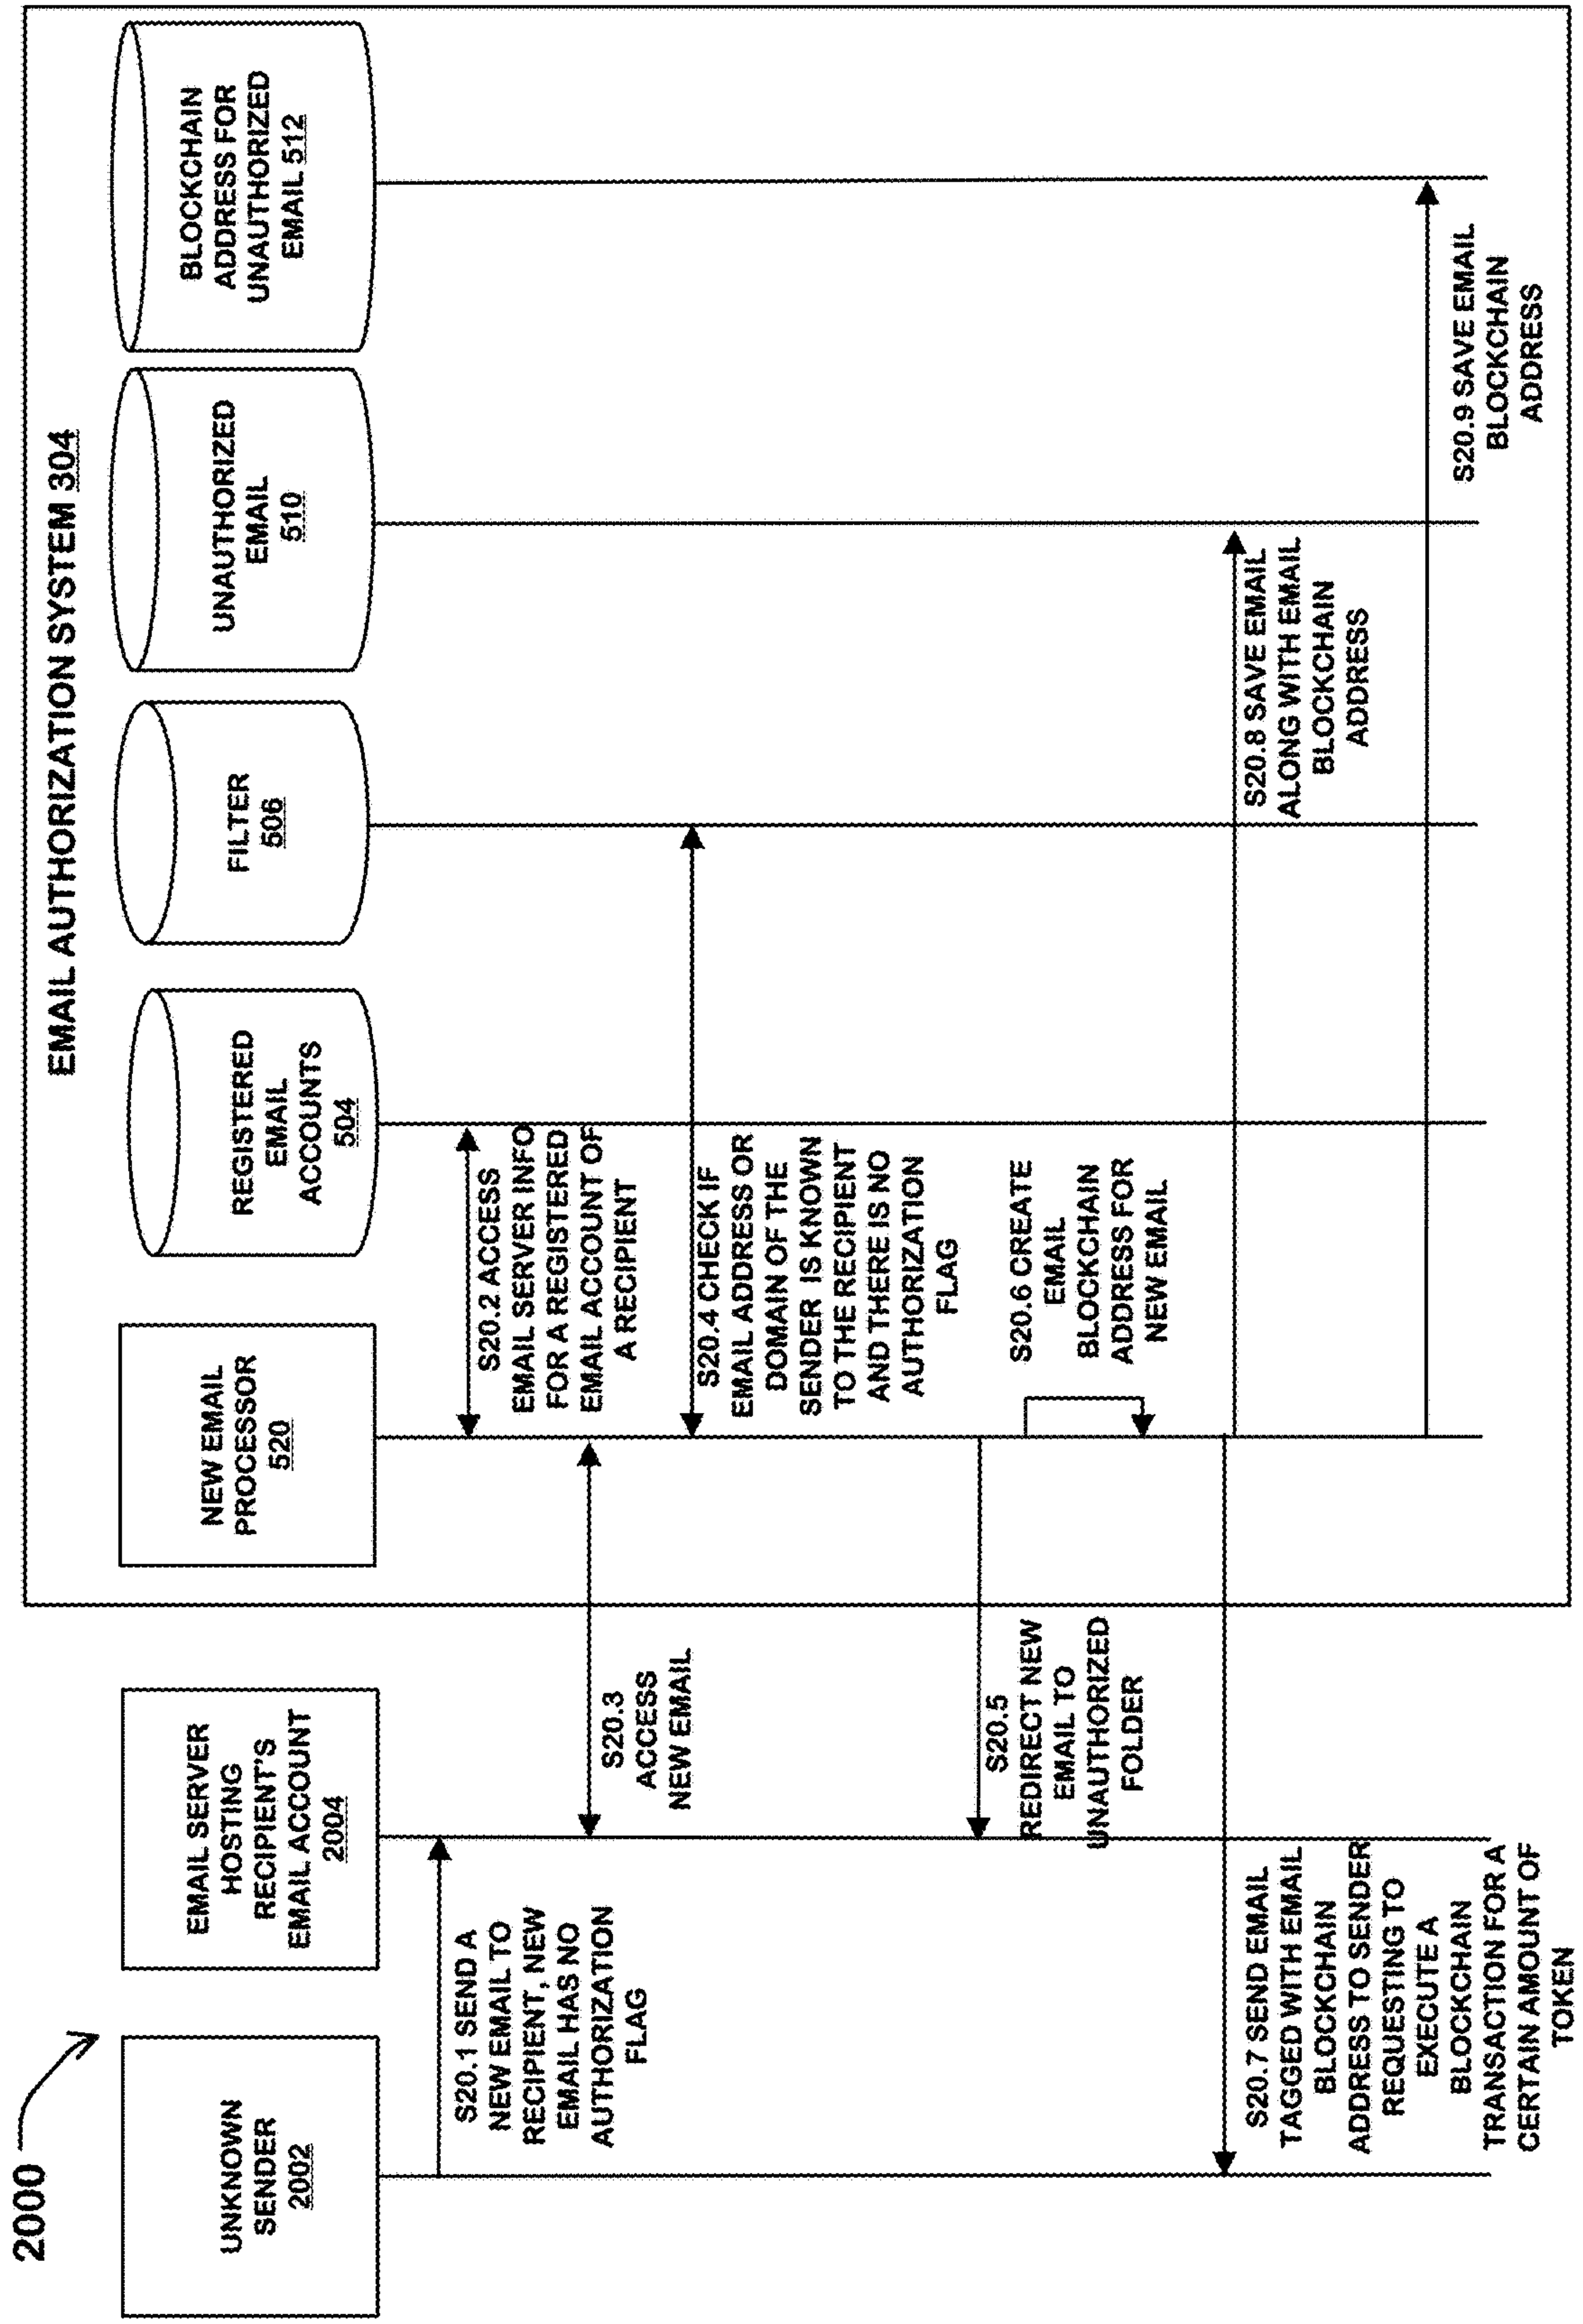 2000
EMAIL AUTHORIZATION SYSTEM 304
UNKNOWN
SENDER
2002
EMAIL SERVER
HOSTING
RECIPIENT'S
EMAIL ACCOUNT
2004
NEW EMAIL
PROCESSOR
520
REGISTERED
EMAIL
ACCOUNTS
504
FILTER
506
UNAUTHORIZED
EMAIL
510
BLOCKCHAIN
ADDRESS FOR
UNAUTHORIZED
EMAIL 512
S20.1 SEND A
NEW EMAIL TO
RECIPIENT, NEW
EMAIL HAS NO
AUTHORIZATION
FLAG
S20.2 ACCESS
EMAIL SERVER INFO
FOR A REGISTERED
EMAIL ACCOUNT OF
A RECIPIENT
S20.3
ACCESS
NEW EMAIL
S20.4 CHECK IF
EMAIL ADDRESS OR
DOMAIN OF THE
SENDER IS KNOWN
TO THE RECIPIENT
AND THERE IS NO
AUTHORIZATION
FLAG
S20.5
REDIRECT NEW
EMAIL TO
UNAUTHORIZED
FOLDER
S20.6 CREATE
EMAIL
BLOCKCHAIN
ADDRESS FOR
NEW EMAIL
S20.7 SEND EMAIL
TAGGED WITH EMAIL
BLOCKCHAIN
ADDRESS TO SENDER
REQUESTING TO
EXECUTE A
BLOCKCHAIN
TRANSACTION FOR A
CERTAIN AMOUNT OF
TOKEN
S20.8 SAVE EMAIL
ALONG WITH EMAIL
BLOCKCHAIN
ADDRESS
S20.9 SAVE EMAIL
BLOCKCHAIN
ADDRESS